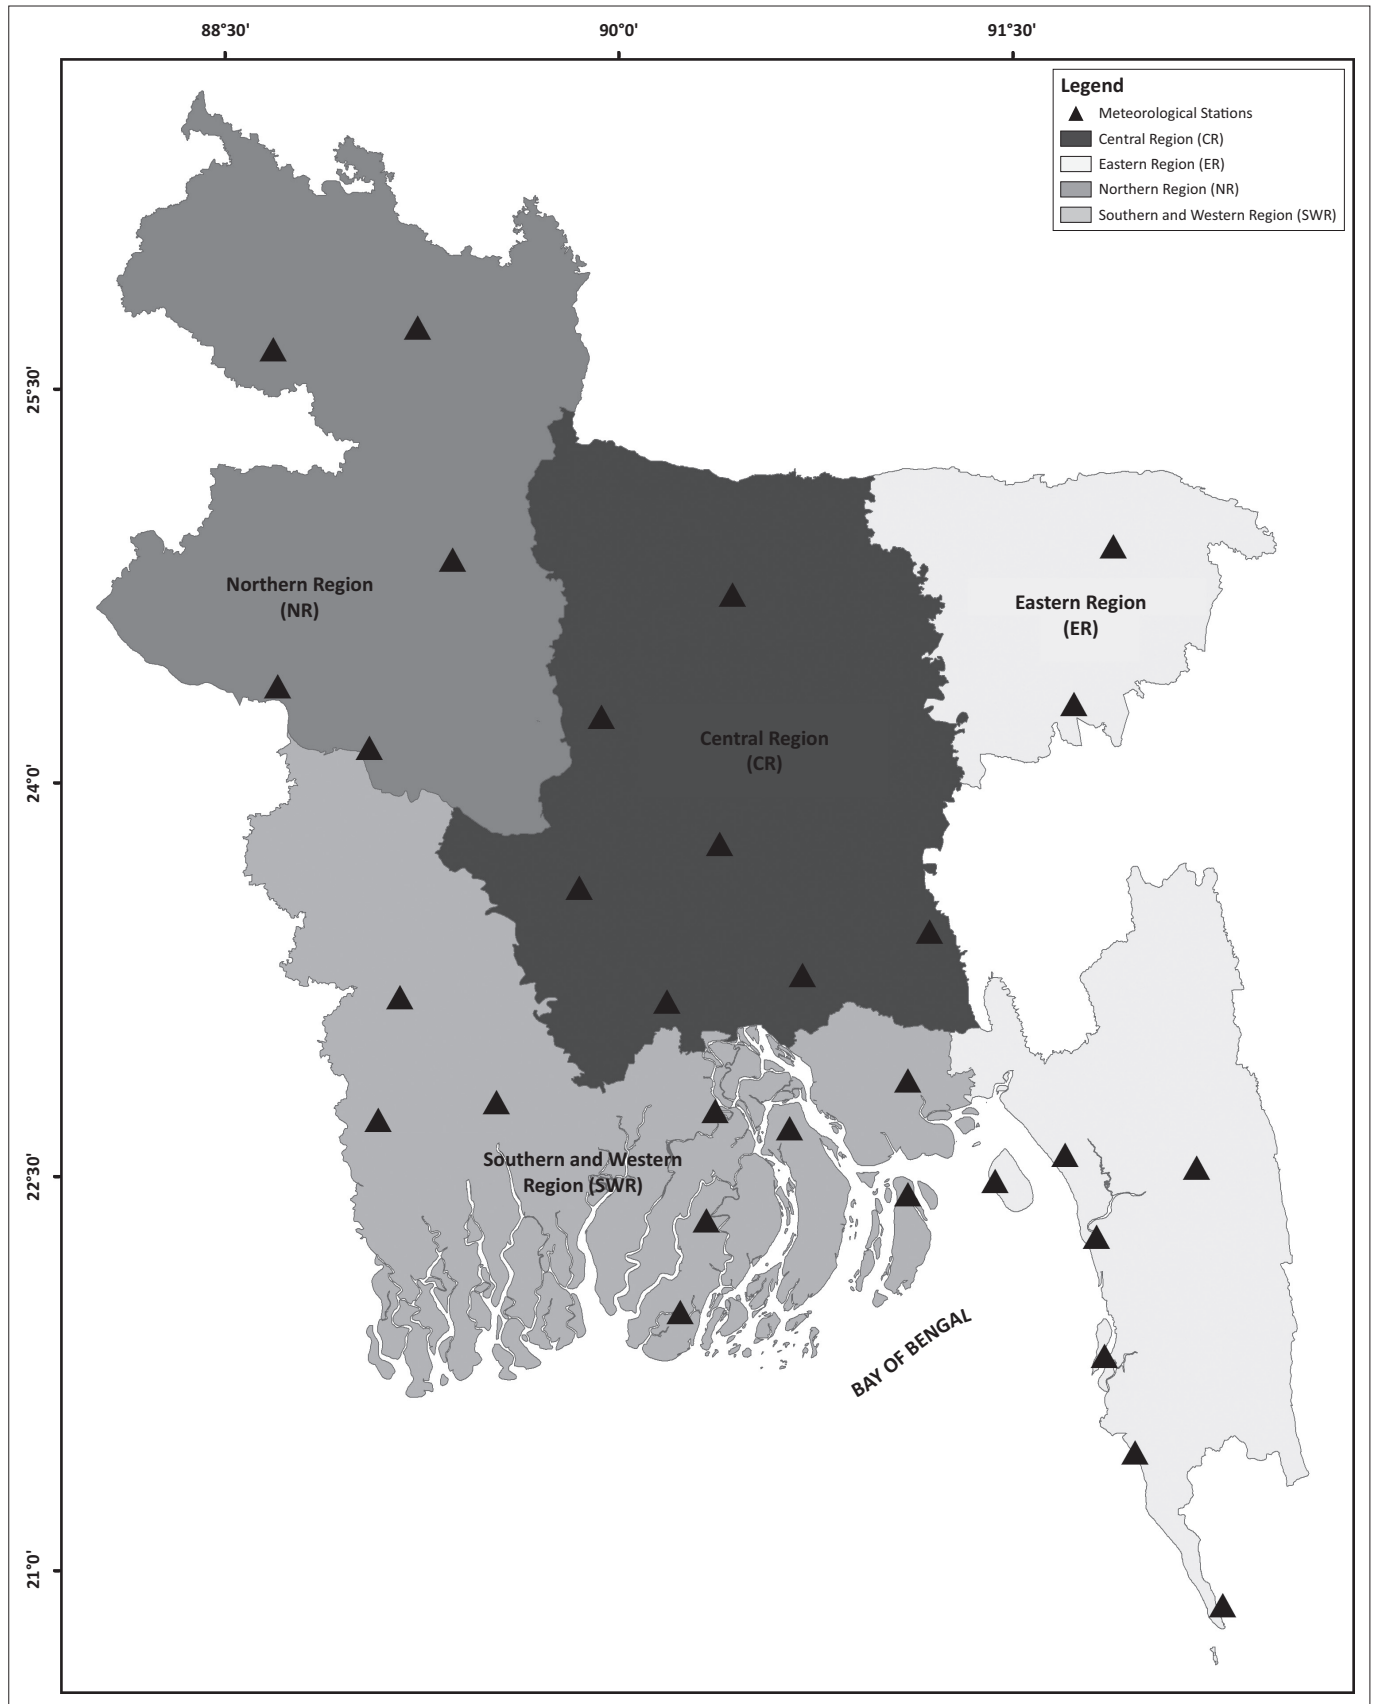 88°30'
90°0'
91°30'
Legend
Meteorological Stations
Central Region (CR)
Eastern Region (ER)
Northern Region (NR)
Southern and Western Region (SWR)
25°30'
Northern Region
(NR)
Eastern Region
(ER)
Central Region
(CR)
24°0'
Southern and Western
Region (SWR)
22°30'
BAY OF BENGAL
21°0'